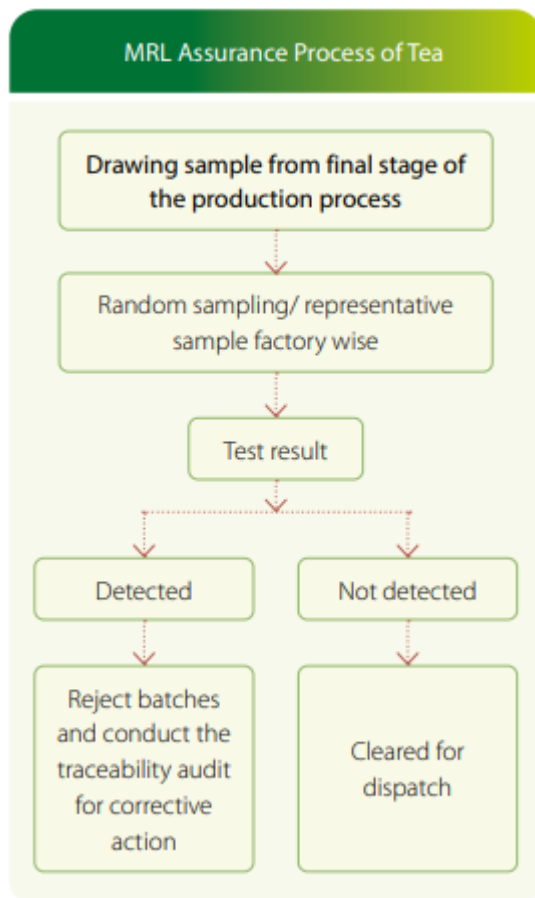 MRL Assurance Process of Tea
Drawing sample from final stage of
the production process
Random sampling/ representative
sample factory wise
Test result
Detected
Not detected
Reject batches
and conduct the
traceability audit
for corrective
action
Cleared for
dispatch